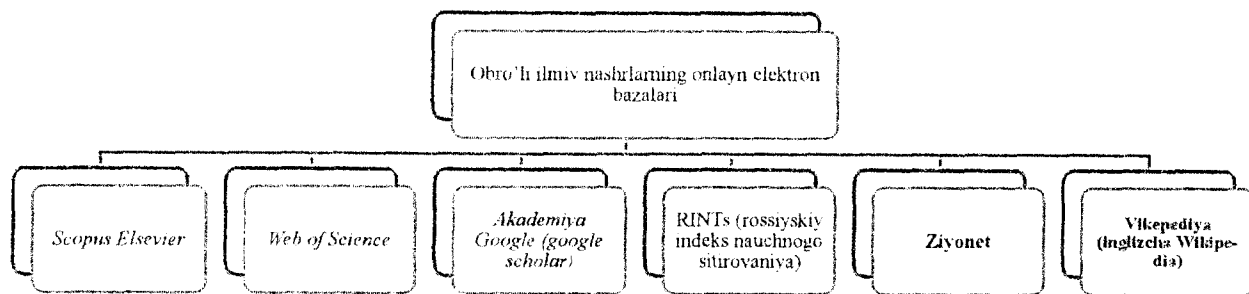 Obro'li ilmiy nashrlarning onlayn elektron
bazalari
Scopus Elsevier
Web of Science
Akademiya
Google (google
scholar)
RINTs (rossiyskiy
indeks nauchnogo
sitirovaniya)
Ziyonet
Vikepediya
(inglizcha Wikipe-
dia)